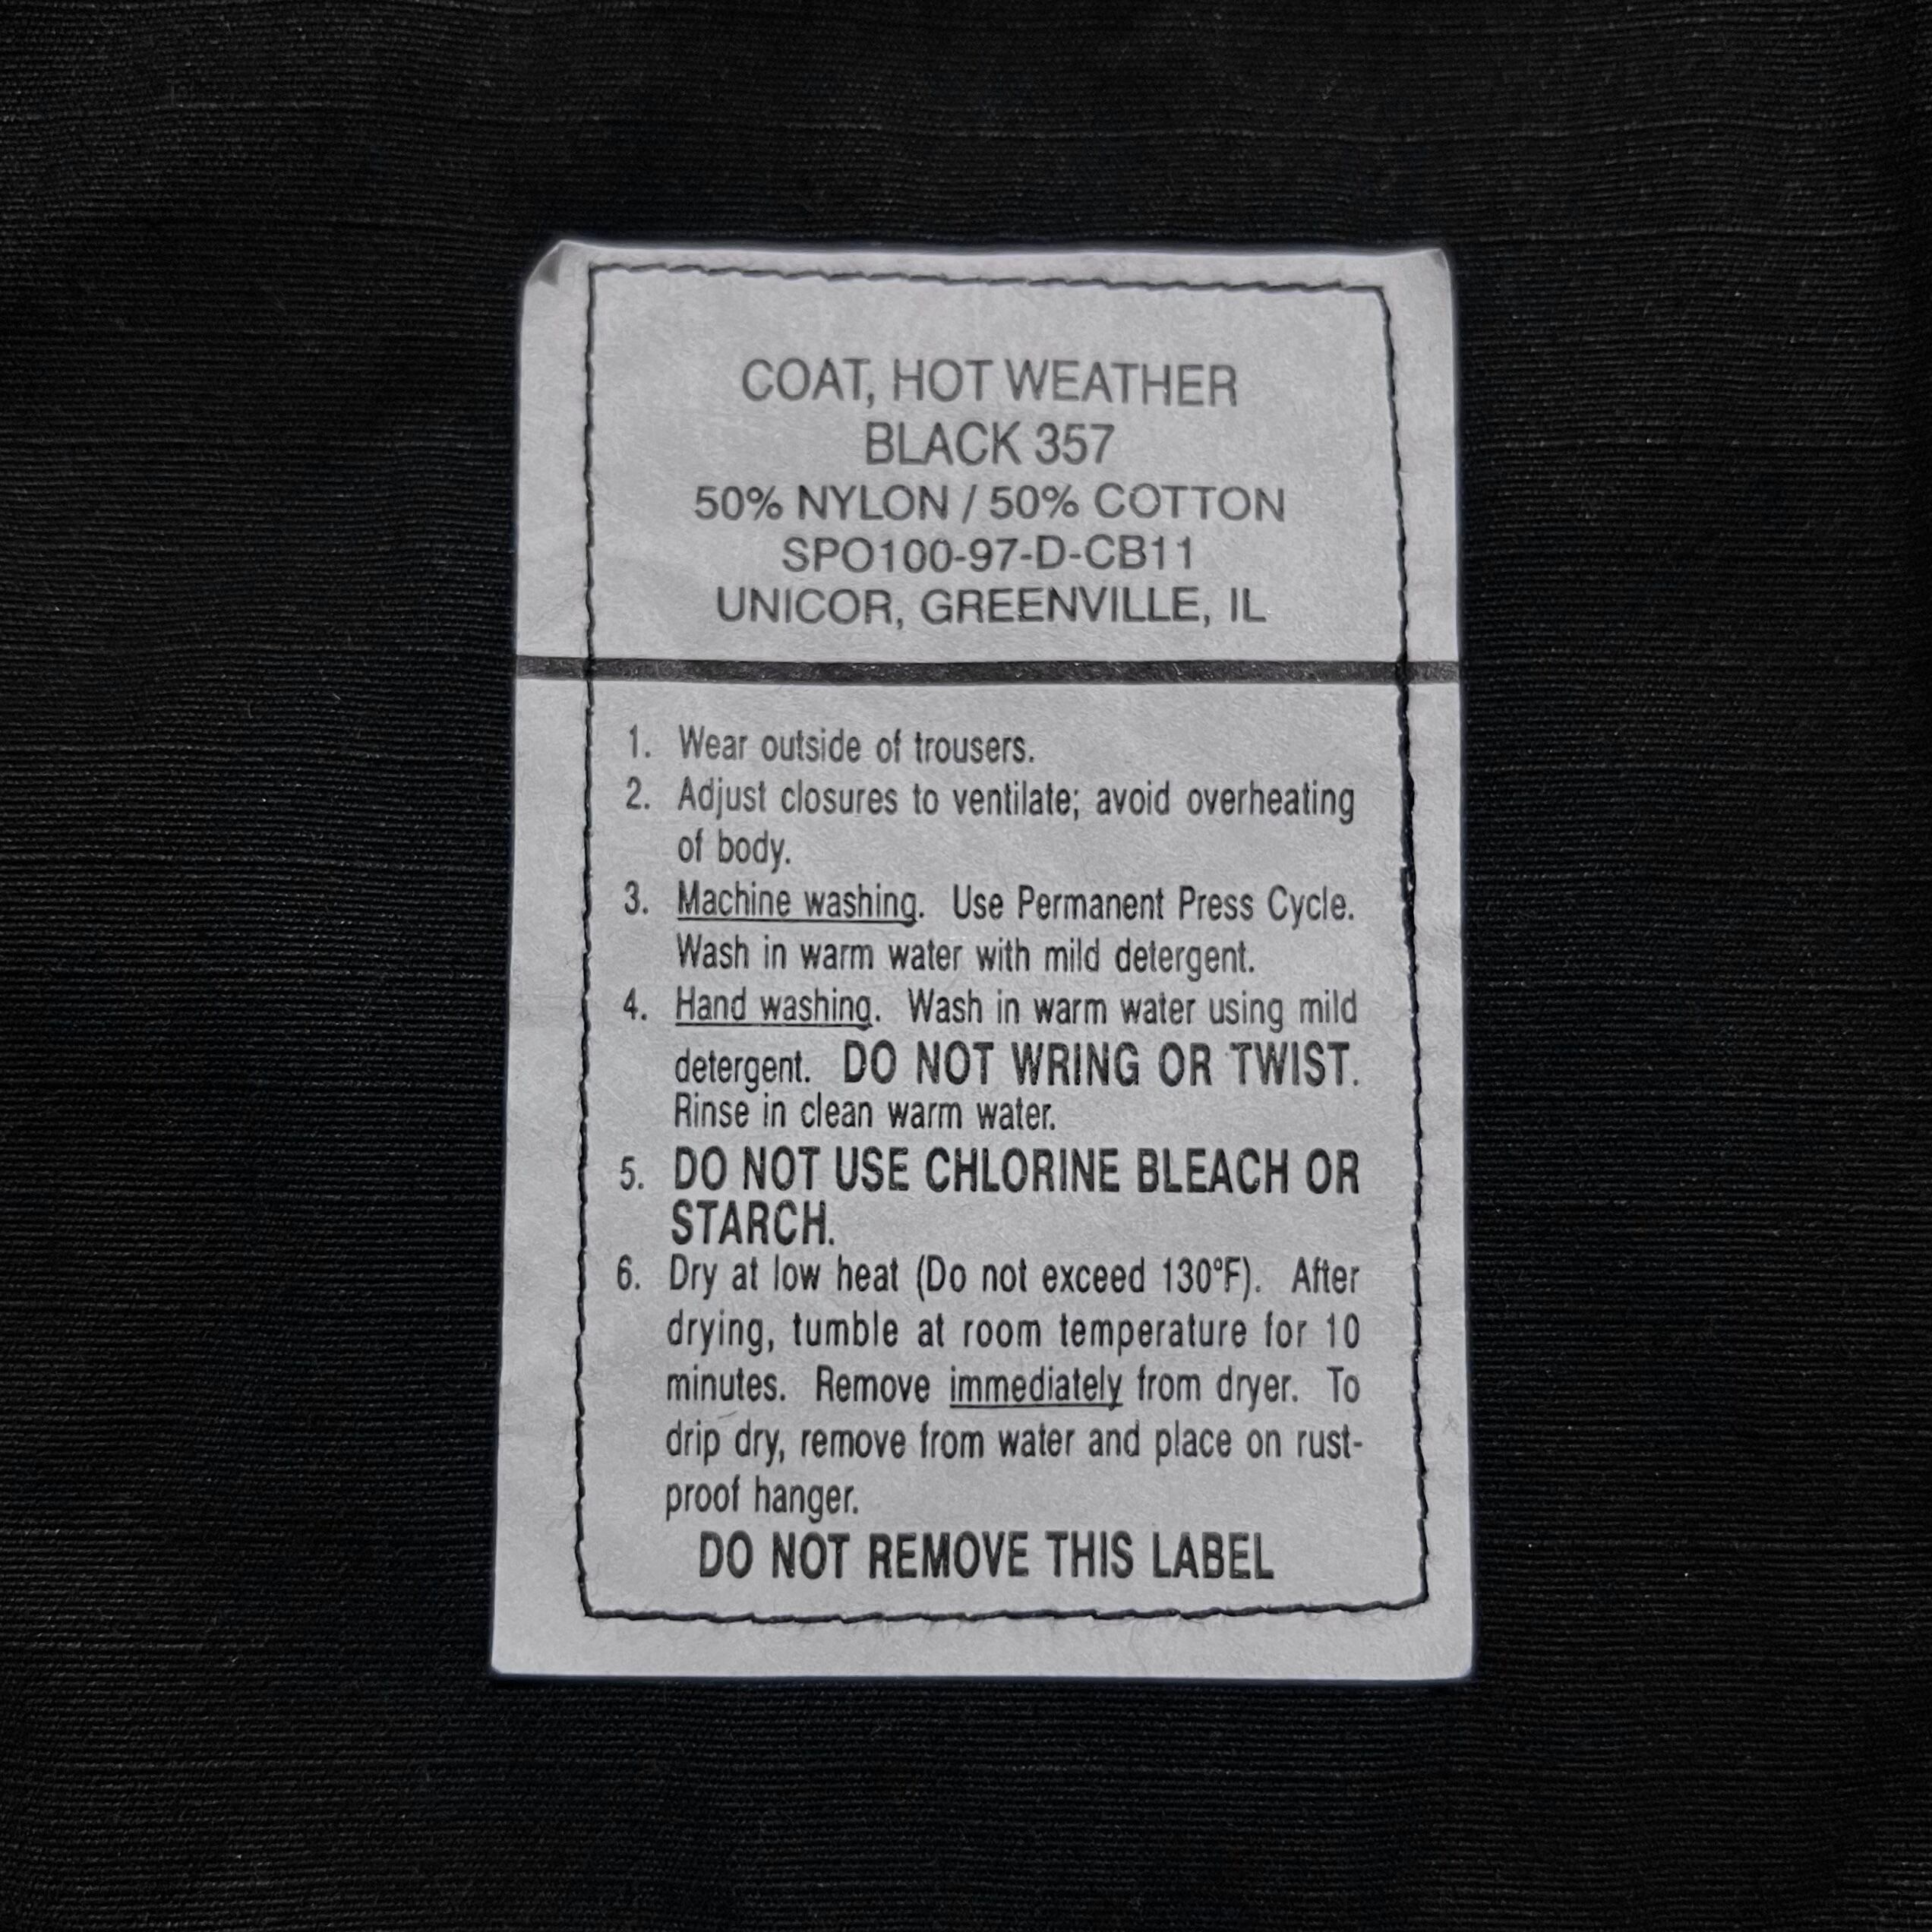 COAT, HOT WEATHER
BLACK 357
50% NYLON / 50% COTTON
SPO100-97-D-CB11
UNICOR, GREENVILLE, IL
1. Wear outside of trousers.
2. Adjust closures to ventilate; avoid overheating
of body.
3. Machine washing. Use Permanent Press Cycle.
Wash in warm water with mild detergent.
4. Hand washing. Wash in warm water using mild
detergent. DO NOT WRING OR TWIST.
Rinse in clean warm water.
5. DO NOT USE CHLORINE BLEACH OR
STARCH.
6. Dry at low heat (Do not exceed 130°F). After
drying, tumble at room temperature for 10
minutes. Remove immediately from dryer. To
drip dry, remove from water and place on rust-
proof hanger.
DO NOT REMOVE THIS LABEL